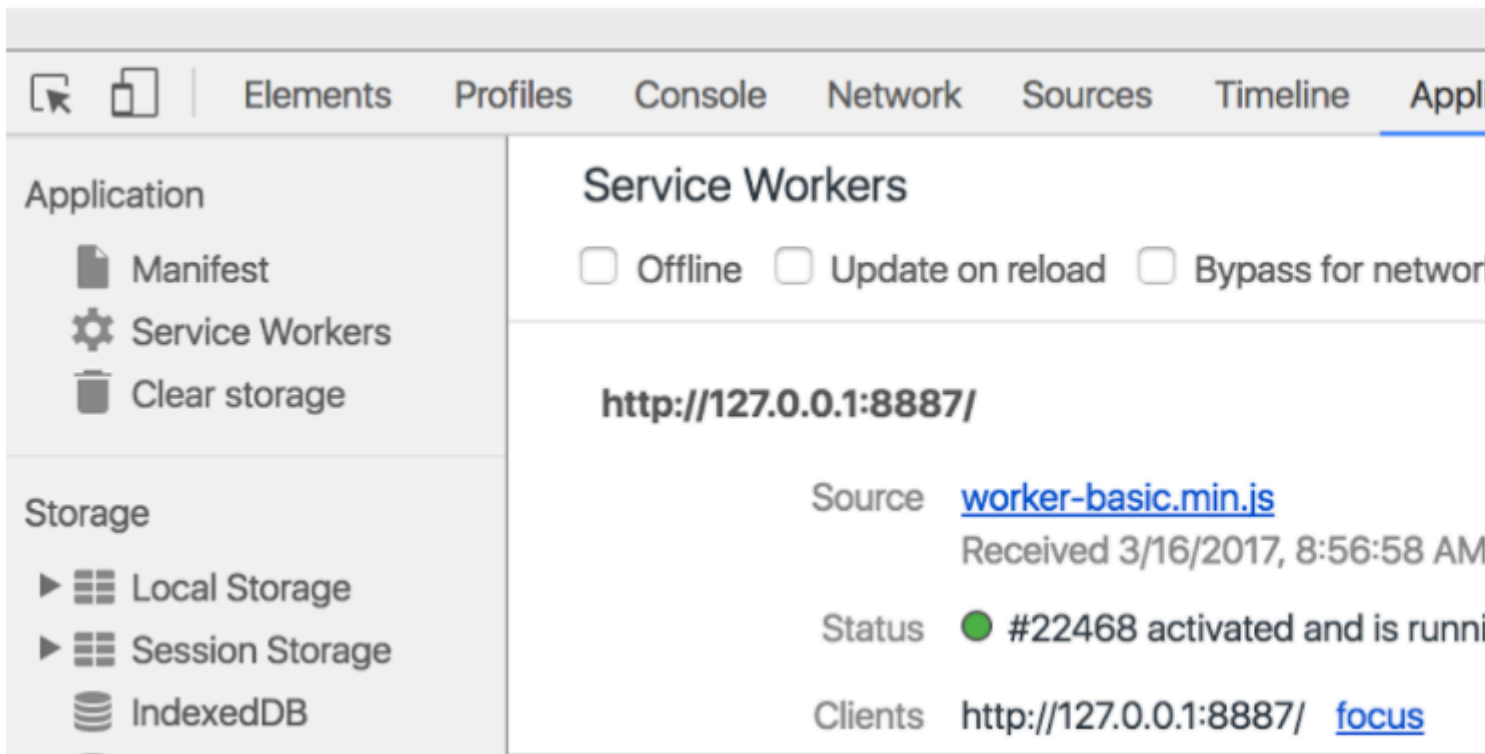 Elements Profiles Console Network Sources Timeline Appli
Application
Manifest
Service Workers
Clear storage
Storage
Local Storage
Session Storage
IndexedDB
Service Workers
Offline Update on reload Bypass for network
http://127.0.0.1:8887/
Source worker-basic.min.js
Received 3/16/2017, 8:56:58 AM
Status #22468 activated and is runni
Clients http://127.0.0.1:8887/ focus